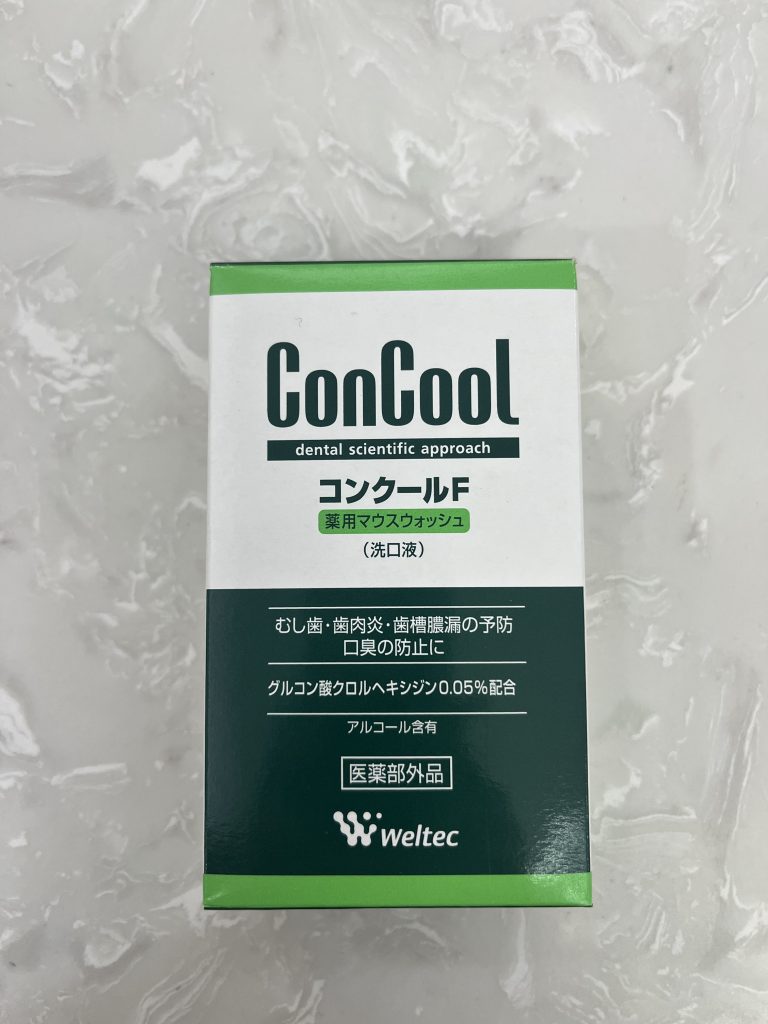 ConCool
dental scientific approach
コンクールF
薬用マウスウォッシュ
（洗口液）
むし歯・歯肉炎・歯槽膿漏の予防
口臭の防止に
グルコン酸クロルヘキシジン0.05%配合
アルコール含有
医薬部外品
weltec